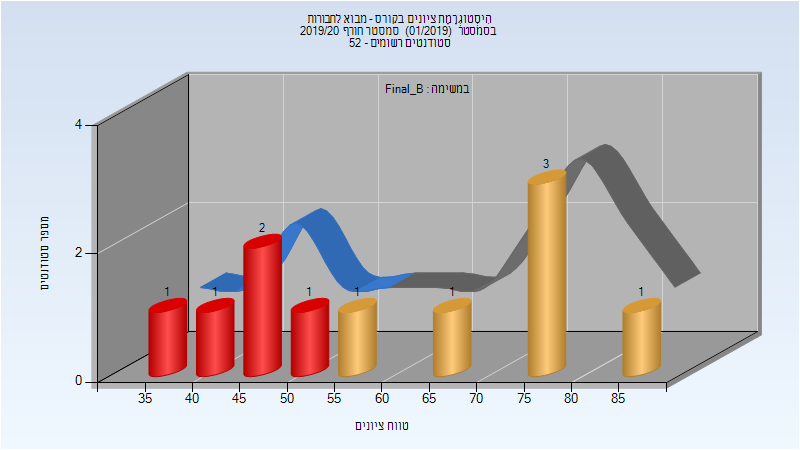 היסטוגרמת ציונים בקורס - מבוא לחבורות
בסמסטר (01/2019) סמסטר חורף 2019/20
סטודנטים רשומים - 52
במשימה : Final_B
מספר סטודנטים
4
2
0
1
1
2
1
1
1
3
1
35 40 45 50 55 60 65 70 75 80 85
טווח ציונים